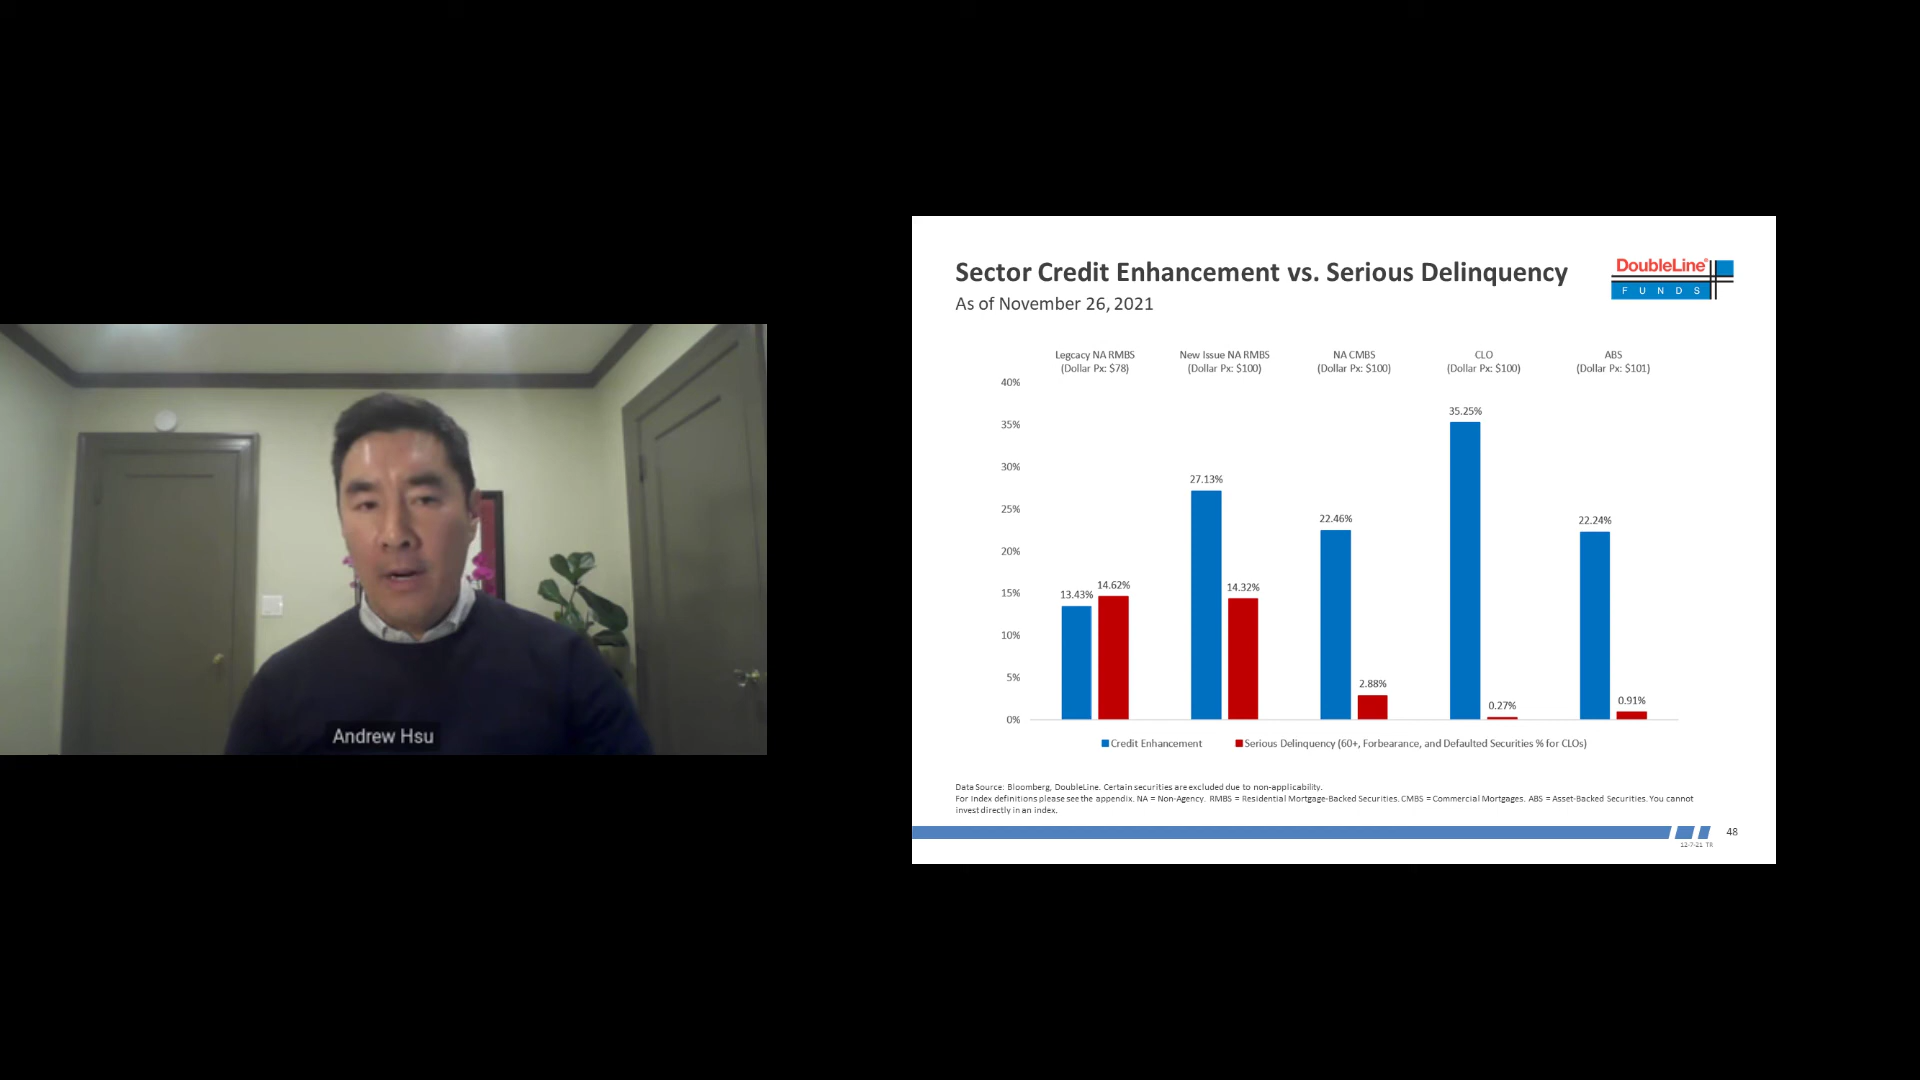 Andrew Hsu
Sector Credit Enhancement vs. Serious Delinquency
As of November 26, 2021
DoubleLine®
FUNDS
Legcacy NA RMBS
(Dollar Px: $78)
New Issue NA RMBS
(Dollar Px: $100)
NA CMBS
(Dollar Px: $100)
CLO
(Dollar Px: $100)
ABS
(Dollar Px: $101)
40%
35%
30%
25%
20%
15%
10%
5%
0%
13.43%
14.62%
27.13%
14.32%
22.46%
2.88%
35.25%
0.27%
22.24%
0.91%
Credit Enhancement
Serious Delinquency (60+, Forbearance, and Defaulted Securities % for CLOs)
Data Source: Bloomberg, DoubleLine. Certain securities are excluded due to non-applicability.
For Index definitions please see the appendix. NA = Non-Agency. RMBS = Residential Mortgage-Backed Securities. CMBS = Commercial Mortgages. ABS = Asset-Backed Securities. You cannot
invest directly in an index.
48
12-7-21 TR